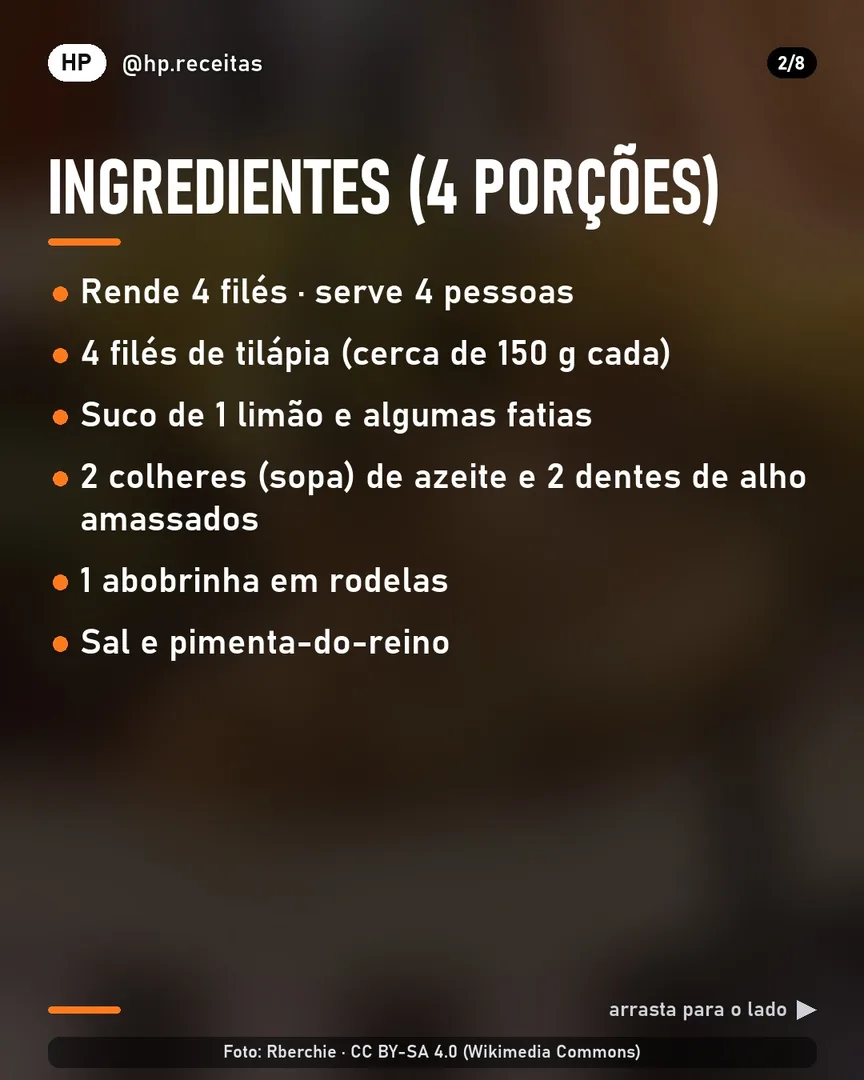 HP @hp.receitas 2/8
INGREDIENTES (4 PORÇÕES)
Rende 4 filés · serve 4 pessoas
4 filés de tilápia (cerca de 150 g cada)
Suco de 1 limão e algumas fatias
2 colheres (sopa) de azeite e 2 dentes de alho
amassados
1 abobrinha em rodelas
Sal e pimenta-do-reino
arrasta para o lado ▶
Foto: Rberchie · CC BY-SA 4.0 (Wikimedia Commons)